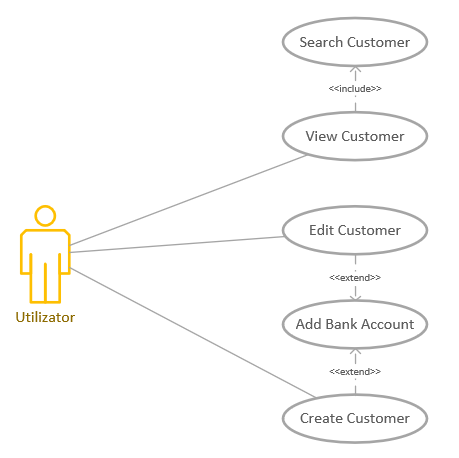 Search Customer
<<include>>
View Customer
Edit Customer
<<extend>>
Utilizator
Add Bank Account
<<extend>>
Create Customer